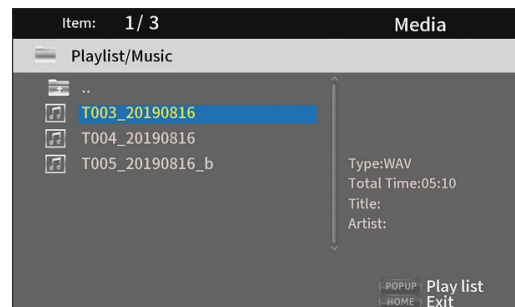 Item: 1/ 3 Media
Playlist/Music
..
T003_20190816
T004_20190816
T005_20190816_b
Type:WAV
Total Time:05:10
Title:
Artist:
POPUP Play list
HOME Exit